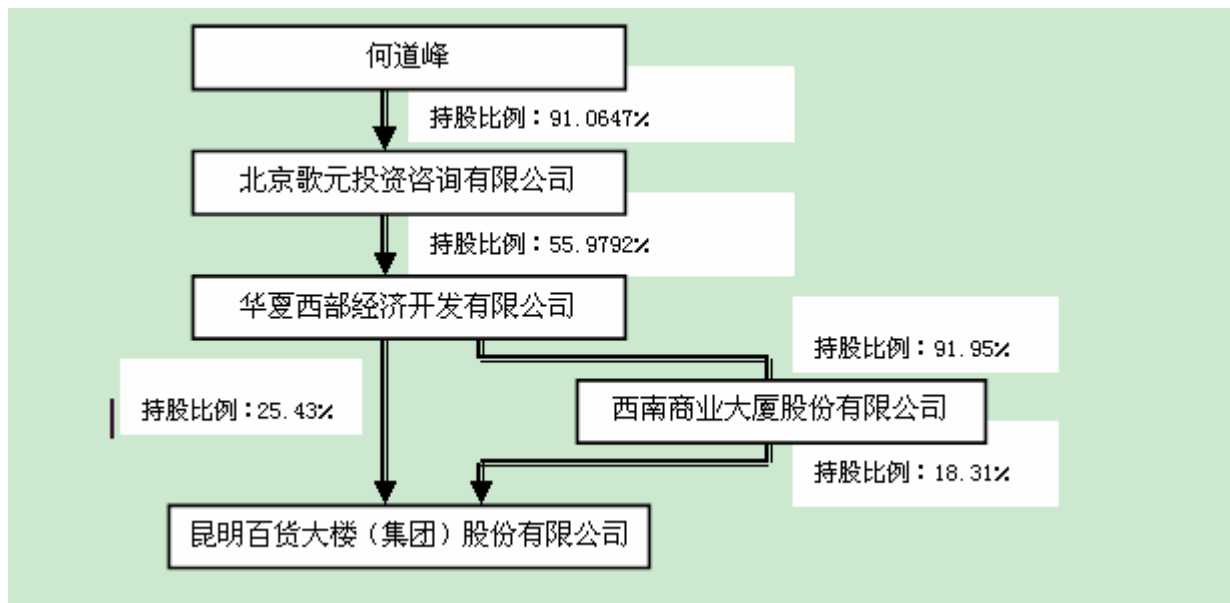 何道峰
持股比例：91.0647%
北京歌元投资咨询有限公司
持股比例：55.9792%
华夏西部经济开发有限公司
持股比例：91.95%
持股比例：25.43%
西南商业大厦股份有限公司
持股比例：18.31%
昆明百货大楼（集团）股份有限公司